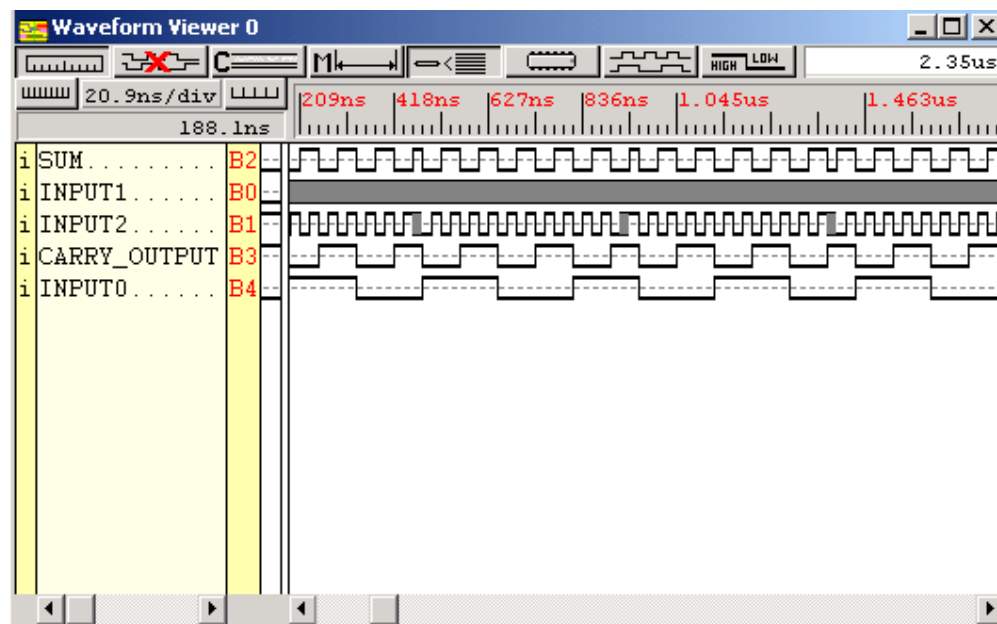 Waveform Viewer 0
C M HIGH LOW 2.35us
20.9ns/div 209ns 418ns 627ns 836ns 1.045us 1.463us
188.1ns
i SUM.......... B2
i INPUT1...... B0
i INPUT2...... B1
i CARRY_OUTPUT B3
i INPUT0...... B4